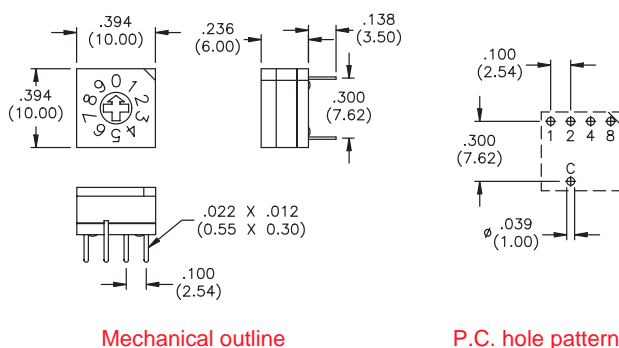 .394
(10.00)
.394
(10.00)
0 1 2 3 4 5 6 7 8 9
.236
(6.00)
.138
(3.50)
.300
(7.62)
.022 X .012
(0.55 X 0.30)
.100
(2.54)
Mechanical outline
.100
(2.54)
.300
(7.62)
1 2 4 8
C
ø .039
(1.00)
P.C. hole pattern